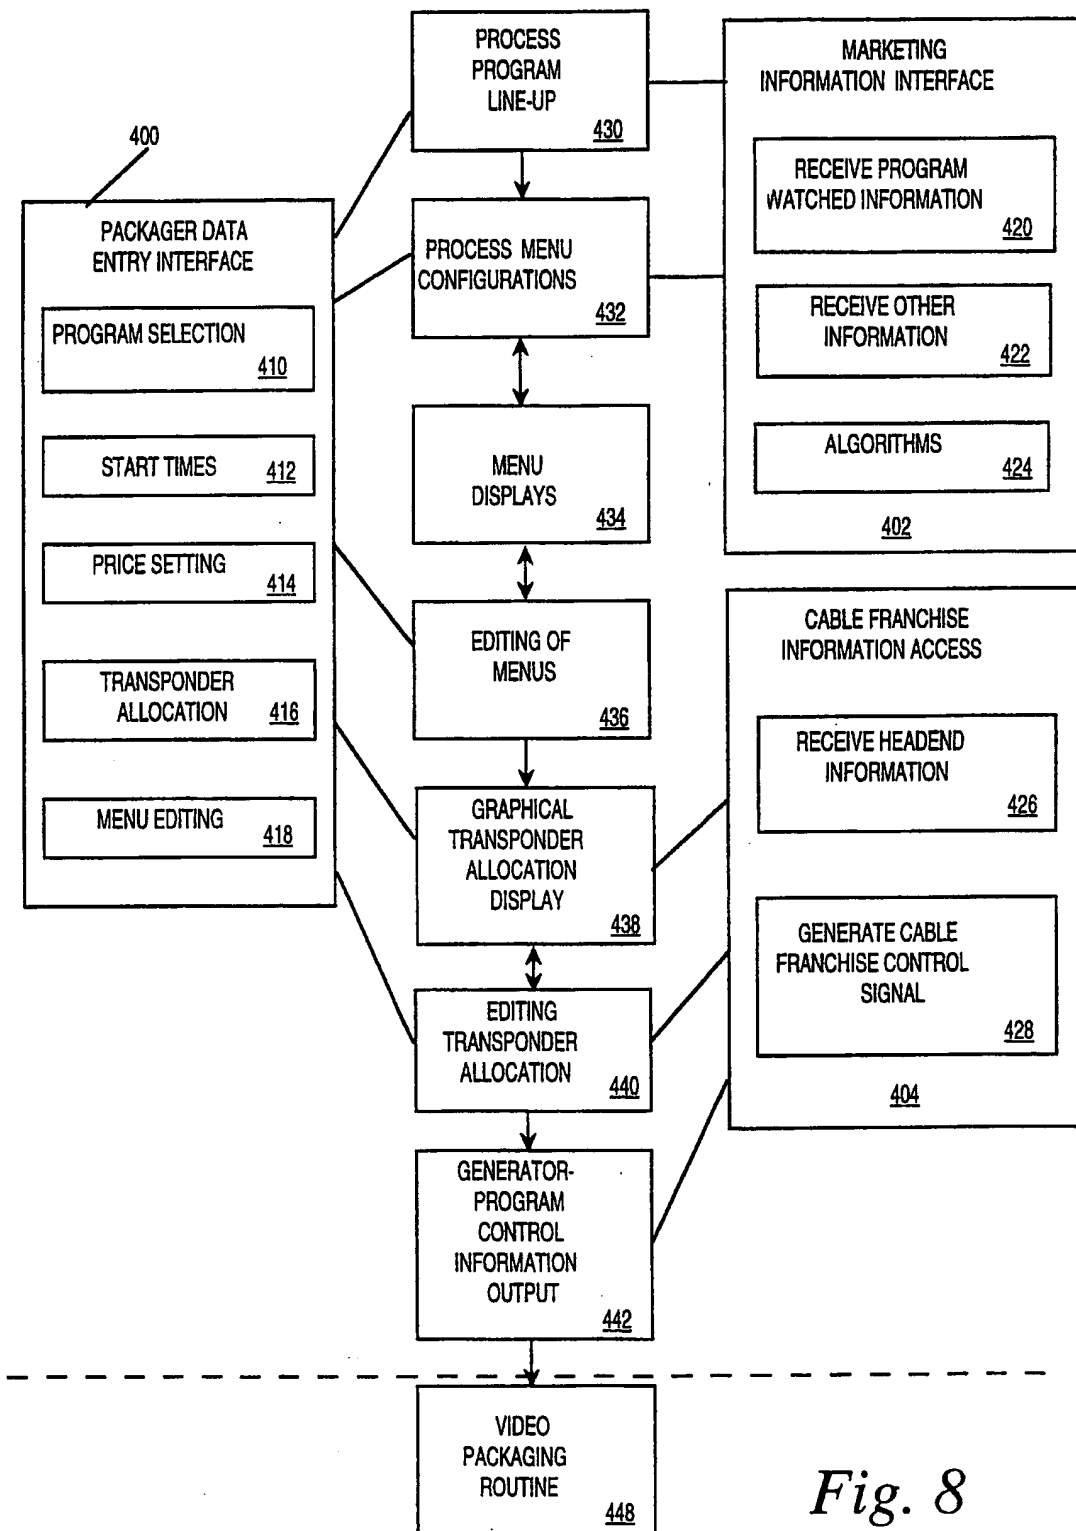 PROCESS
PROGRAM
LINE-UP
430
MARKETING
INFORMATION INTERFACE
RECEIVE PROGRAM
WATCHED INFORMATION
420
RECEIVE OTHER
INFORMATION
422
ALGORITHMS
424
402
400
PACKAGER DATA
ENTRY INTERFACE
PROGRAM SELECTION
410
START TIMES
412
PRICE SETTING
414
TRANSPONDER
ALLOCATION
416
MENU EDITING
418
PROCESS MENU
CONFIGURATIONS
432
MENU
DISPLAYS
434
EDITING OF
MENUS
436
GRAPHICAL
TRANSPONDER
ALLOCATION
DISPLAY
438
EDITING
TRANSPONDER
ALLOCATION
440
GENERATOR-
PROGRAM
CONTROL
INFORMATION
OUTPUT
442
CABLE FRANCHISE
INFORMATION ACCESS
RECEIVE HEADEND
INFORMATION
426
GENERATE CABLE
FRANCHISE CONTROL
SIGNAL
428
404
VIDEO
PACKAGING
ROUTINE
448
Fig. 8